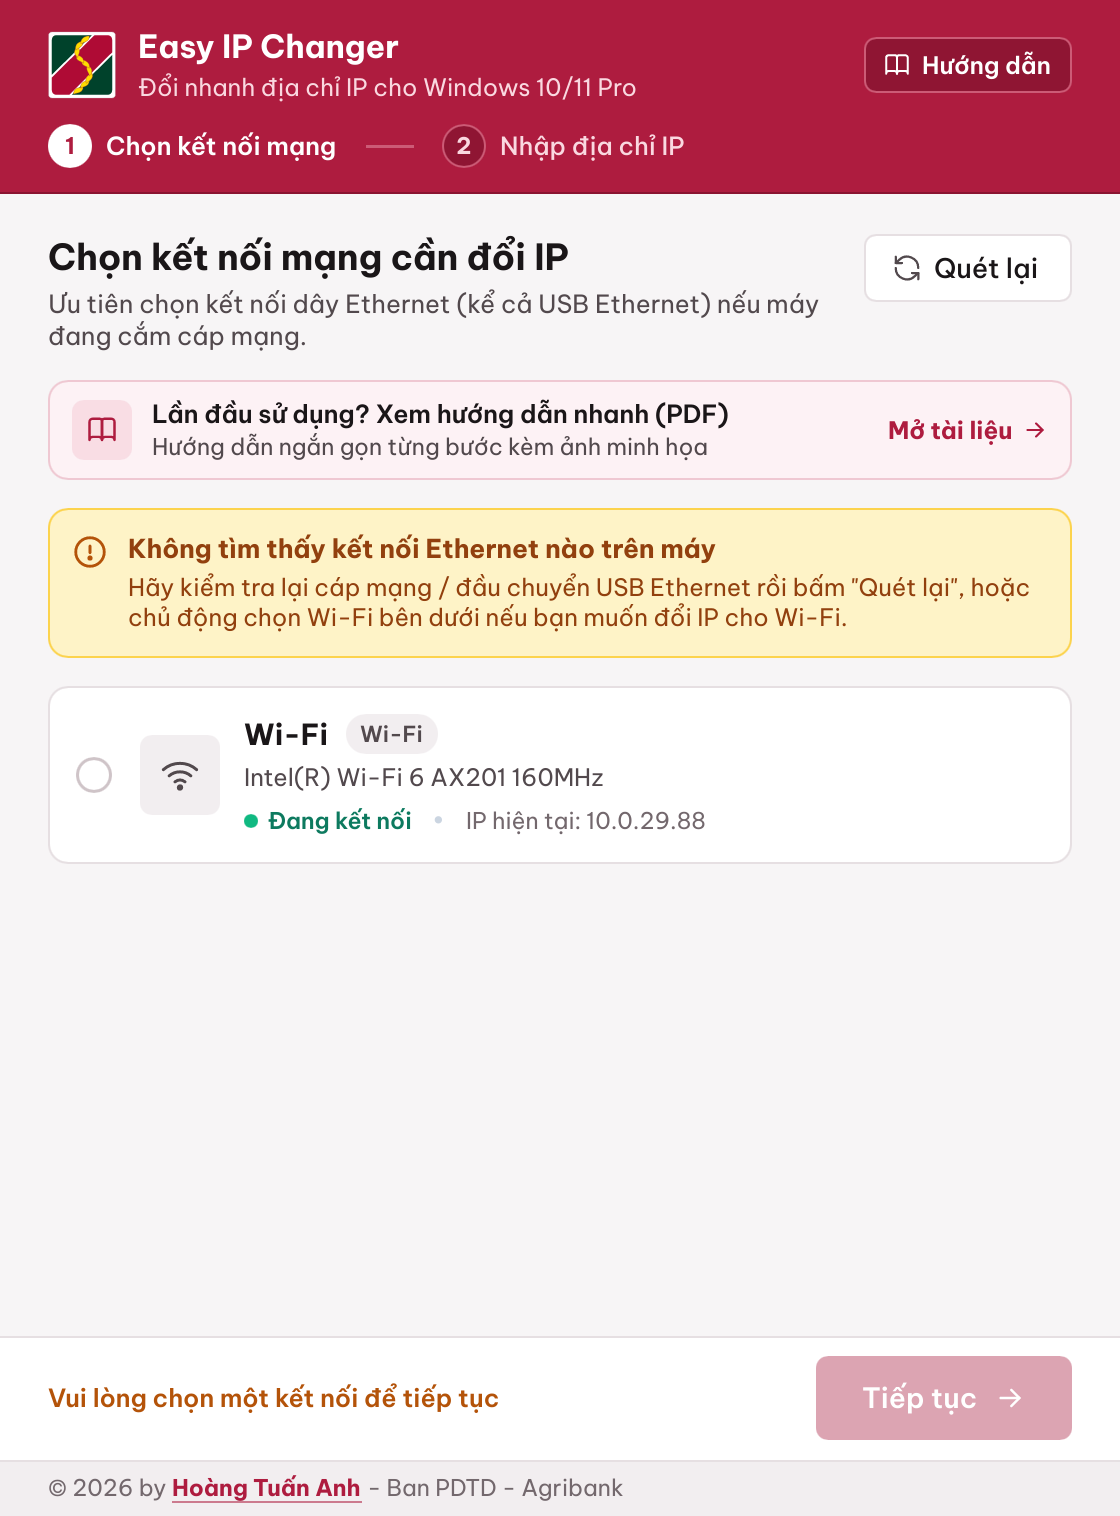 Easy IP Changer
Đổi nhanh địa chỉ IP cho Windows 10/11 Pro
Hướng dẫn
1 Chọn kết nối mạng
2 Nhập địa chỉ IP
Chọn kết nối mạng cần đổi IP
Ưu tiên chọn kết nối dây Ethernet (kể cả USB Ethernet) nếu máy
đang cắm cáp mạng.
Quét lại
Lần đầu sử dụng? Xem hướng dẫn nhanh (PDF)
Hướng dẫn ngắn gọn từng bước kèm ảnh minh họa
Mở tài liệu →
Không tìm thấy kết nối Ethernet nào trên máy
Hãy kiểm tra lại cáp mạng / đầu chuyển USB Ethernet rồi bấm "Quét lại", hoặc
chủ động chọn Wi-Fi bên dưới nếu bạn muốn đổi IP cho Wi-Fi.
Wi-Fi Wi-Fi
Intel(R) Wi-Fi 6 AX201 160MHz
Đang kết nối • IP hiện tại: 10.0.29.88
Vui lòng chọn một kết nối để tiếp tục
Tiếp tục →
© 2026 by Hoàng Tuấn Anh - Ban PDTD - Agribank